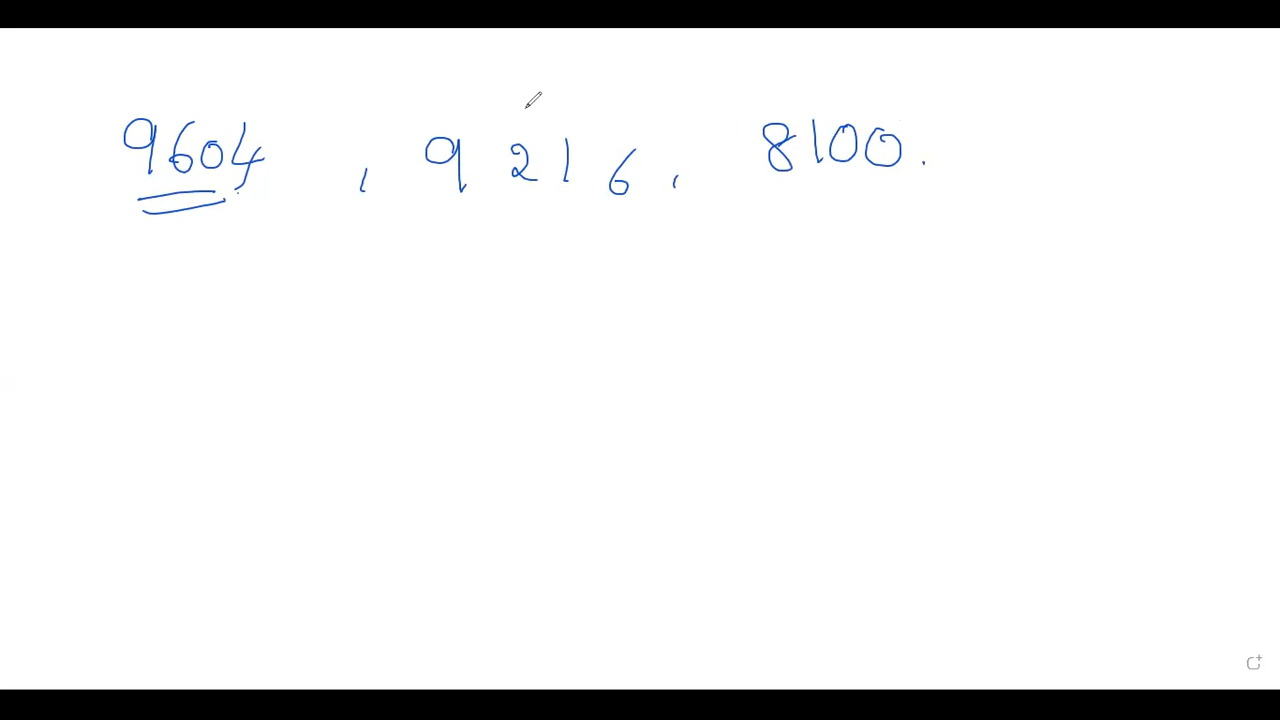 9604 , 9216 , 8100.